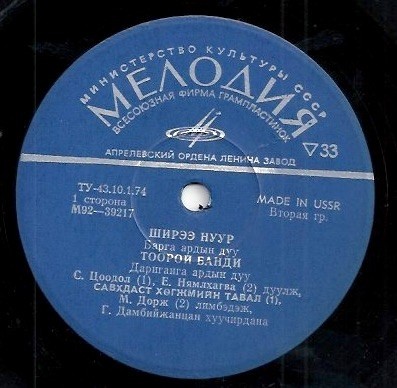 МИНИСТЕРСТВО КУЛЬТУРЫ СССР
МЕЛОДИЯ
ВСЕСОЮЗНАЯ ФИРМА ГРАМПЛАСТИНОК
▽33
АПРЕЛЕВСКИЙ ОРДЕНА ЛЕНИНА ЗАВОД
ТУ-43.10.1.74
1 сторона
М92—39217
MADE IN USSR
Вторая гр.
ШИРЭЭ НУУР
Барга ардын дуу
ТООРОЙ БАНДИ
Дариганга ардын дуу
С. Цоодол (1), Е. Нямлхагва (2) дуулж,
САВХДАСТ ХӨГЖМИЙН ТАВАЛ (1),
М. Дорж (2) лимбэдэж,
Г. Дамбийжанцан хуучирдана